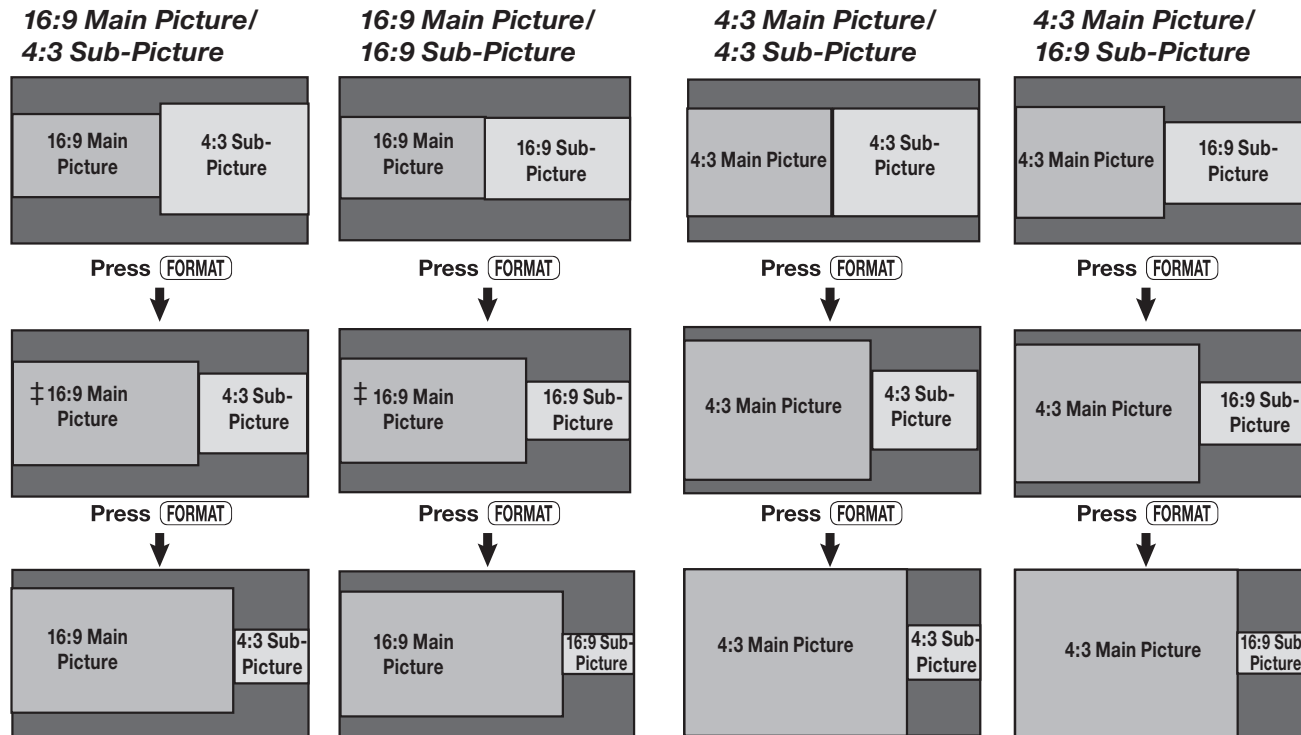 16:9 Main Picture/
4:3 Sub-Picture
16:9 Main Picture/
16:9 Sub-Picture
4:3 Main Picture/
4:3 Sub-Picture
4:3 Main Picture/
16:9 Sub-Picture
16:9 Main
Picture
4:3 Sub-
Picture
16:9 Main
Picture
16:9 Sub-
Picture
4:3 Main Picture
4:3 Sub-
Picture
4:3 Main Picture
16:9 Sub-
Picture
Press FORMAT
Press FORMAT
Press FORMAT
Press FORMAT
‡ 16:9 Main
Picture
4:3 Sub-
Picture
‡ 16:9 Main
Picture
16:9 Sub-
Picture
4:3 Main Picture
4:3 Sub-
Picture
4:3 Main Picture
16:9 Sub-
Picture
Press FORMAT
Press FORMAT
Press FORMAT
Press FORMAT
16:9 Main
Picture
4:3 Sub-
Picture
16:9 Main
Picture
16:9 Sub-
Picture
4:3 Main Picture
4:3 Sub-
Picture
4:3 Main Picture
16:9 Sub
Picture